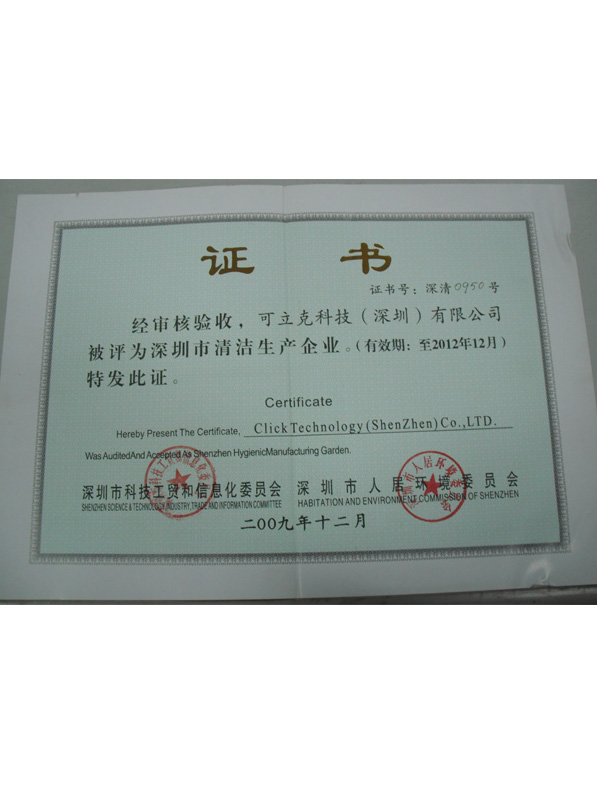 证 书
证书号：深清0950号
经审核验收，可立克科技（深圳）有限公司
被评为深圳市清洁生产企业。（有效期：至2012年12月）
特发此证。
Certificate
Hereby Present The Certificate, Click Technology (ShenZhen) Co.,LTD.
Was Audited And Accepted As Shenzhen Hygienic Manufacturing Garden.
深圳市科技工贸和信息化委员会 深圳市人居环境委员会
SHENZHEN SCIENCE & TECHNOLOGY, INDUSTRY, TRADE AND INFORMATION COMMITTEE HABITATION AND ENVIRONMENT COMMISSION OF SHENZHEN
二00九年十二月